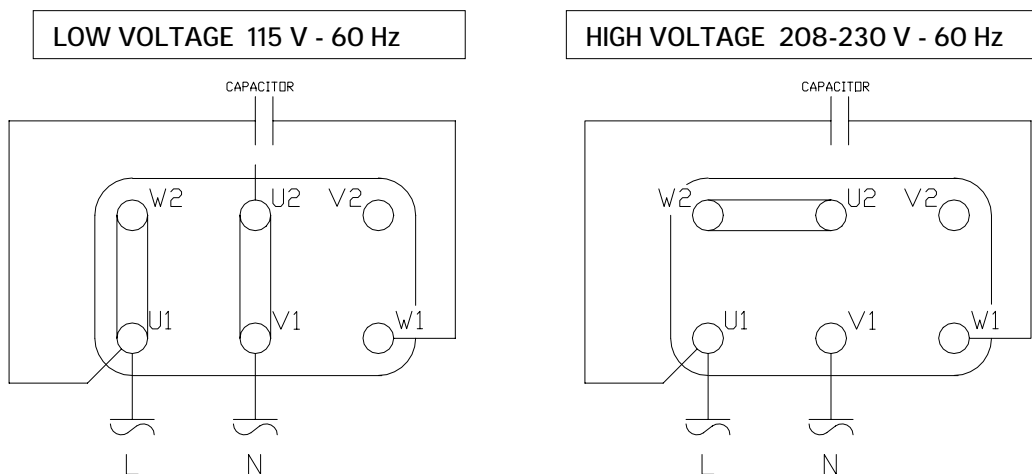 LOW VOLTAGE 115 V - 60 Hz
CAPACITOR
W2 U2 V2
U1 V1 W1
L N
HIGH VOLTAGE 208-230 V - 60 Hz
CAPACITOR
W2 U2 V2
U1 V1 W1
L N